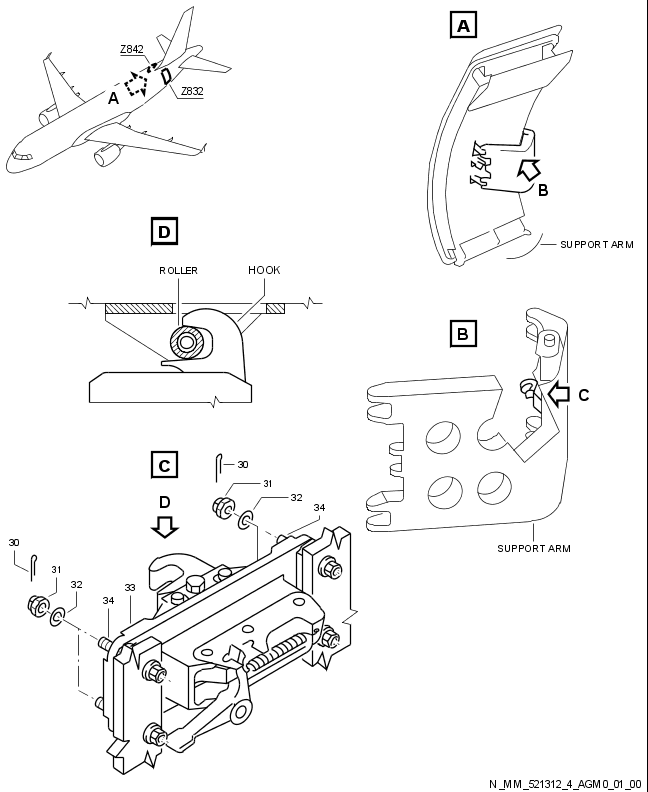 A
Z842
A
Z832
B
SUPPORT ARM
D
ROLLER
HOOK
B
C
SUPPORT ARM
C
D
30
31
32
34
30
31
32
34
33
N_MM_521312_4_AGM0_01_00